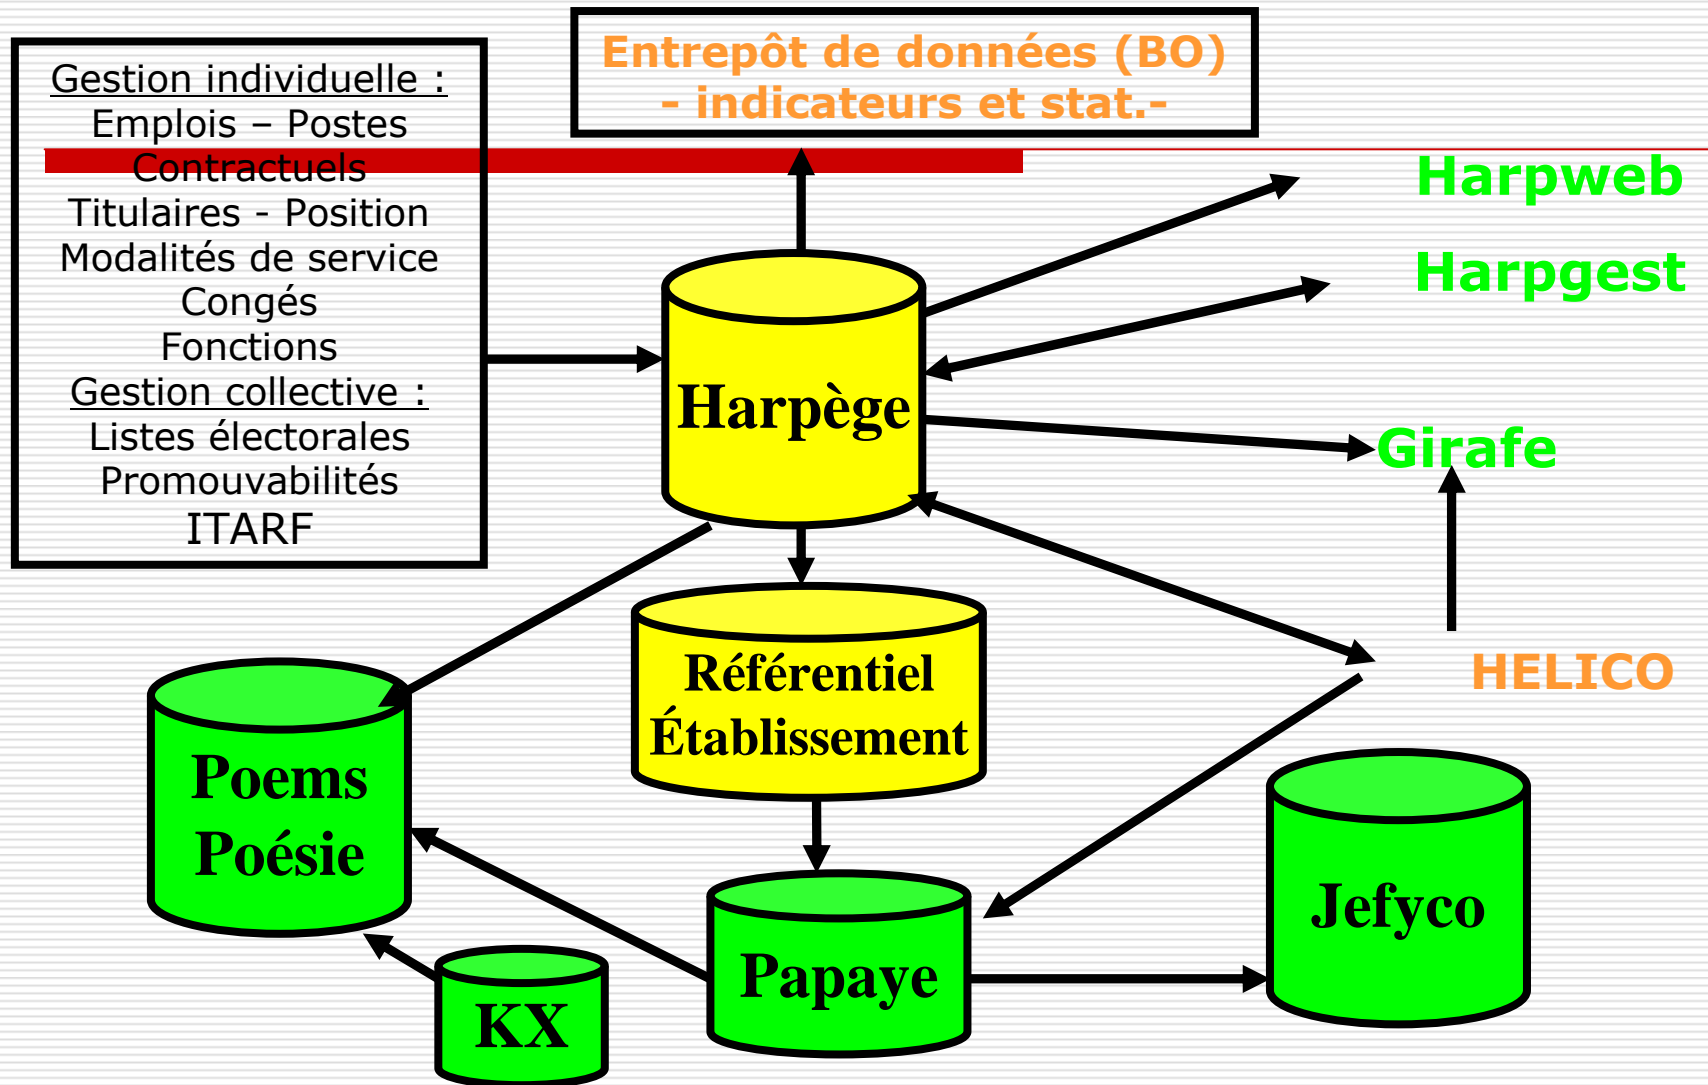 Gestion individuelle :
Emplois – Postes
Contractuels
Titulaires - Position
Modalités de service
Congés
Fonctions
Gestion collective :
Listes électorales
Promouvabilités
ITARF
Entrepôt de données (BO)
- indicateurs et stat.-
Harpweb
Harpgest
Harpège
Girafe
Référentiel
Établissement
HELICO
Poems
Poésie
Jefyco
Papaye
KX